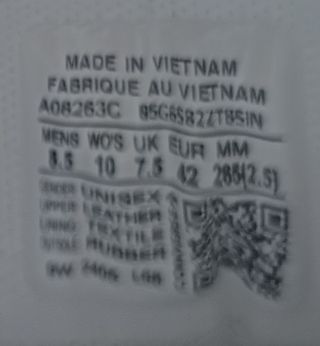 MADE IN VIETNAM
FABRIQUE AU VIETNAM
A08263C
MENS WO'S UK EUR MM
8.5 10 7.5 42 265(2.5)
GENDER: UNISEX
UPPER: LEATHER
LINING: TEXTILE
OUTSOLE: RUBBER